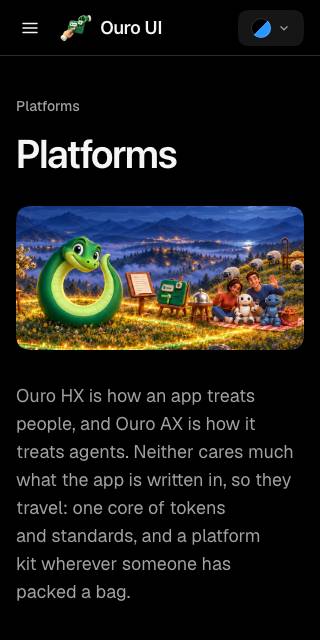 Ouro UI
Platforms
Platforms
Ouro HX is how an app treats
people, and Ouro AX is how it
treats agents. Neither cares much
what the app is written in, so they
travel: one core of tokens
and standards, and a platform
kit wherever someone has
packed a bag.